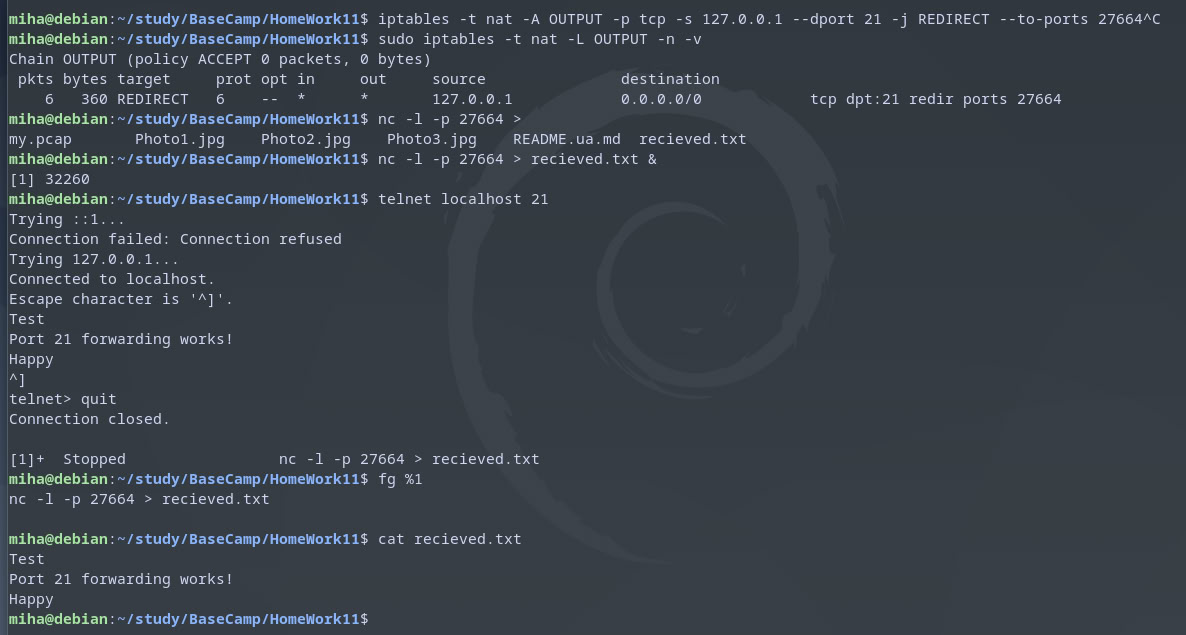 miha@debian:~/study/BaseCamp/HomeWork11$ iptables -t nat -A OUTPUT -p tcp -s 127.0.0.1 --dport 21 -j REDIRECT --to-ports 27664^C
miha@debian:~/study/BaseCamp/HomeWork11$ sudo iptables -t nat -L OUTPUT -n -v
Chain OUTPUT (policy ACCEPT 0 packets, 0 bytes)
 pkts bytes target     prot opt in     out     source               destination
    6   360 REDIRECT   6    --  *      *       127.0.0.1            0.0.0.0/0            tcp dpt:21 redir ports 27664
miha@debian:~/study/BaseCamp/HomeWork11$ nc -l -p 27664 >
my.pcap       Photo1.jpg    Photo2.jpg    Photo3.jpg    README.ua.md  recieved.txt
miha@debian:~/study/BaseCamp/HomeWork11$ nc -l -p 27664 > recieved.txt &
[1] 32260
miha@debian:~/study/BaseCamp/HomeWork11$ telnet localhost 21
Trying ::1...
Connection failed: Connection refused
Trying 127.0.0.1...
Connected to localhost.
Escape character is '^]'.
Test
Port 21 forwarding works!
Happy
^]
telnet> quit
Connection closed.

[1]+  Stopped                 nc -l -p 27664 > recieved.txt
miha@debian:~/study/BaseCamp/HomeWork11$ fg %1
nc -l -p 27664 > recieved.txt

miha@debian:~/study/BaseCamp/HomeWork11$ cat recieved.txt
Test
Port 21 forwarding works!
Happy
miha@debian:~/study/BaseCamp/HomeWork11$